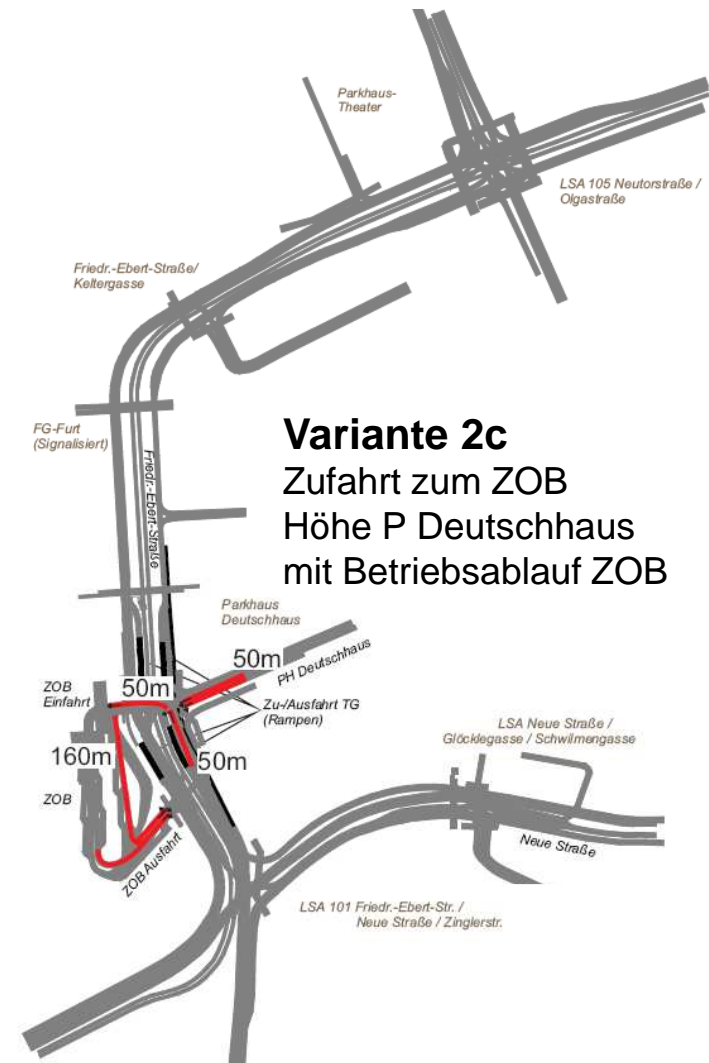 Parkhaus-
Theater
LSA 105 Neutorstraße /
Olgastraße
Friedr.-Ebert-Straße/
Keltergasse
FG-Furt
(Signalisiert)
Friedr.-Ebert-Straße
Variante 2c
Zufahrt zum ZOB
Höhe P Deutschhaus
mit Betriebsablauf ZOB
Parkhaus
Deutschhaus
50m
PH Deutschhaus
ZOB
Einfahrt
50m
Zu-/Ausfahrt TG
(Rampen)
LSA Neue Straße /
Glöcklegasse / Schwilmengasse
160m
50m
ZOB
Neue Straße
ZOB Ausfahrt
LSA 101 Friedr.-Ebert-Str. /
Neue Straße / Zinglerstr.